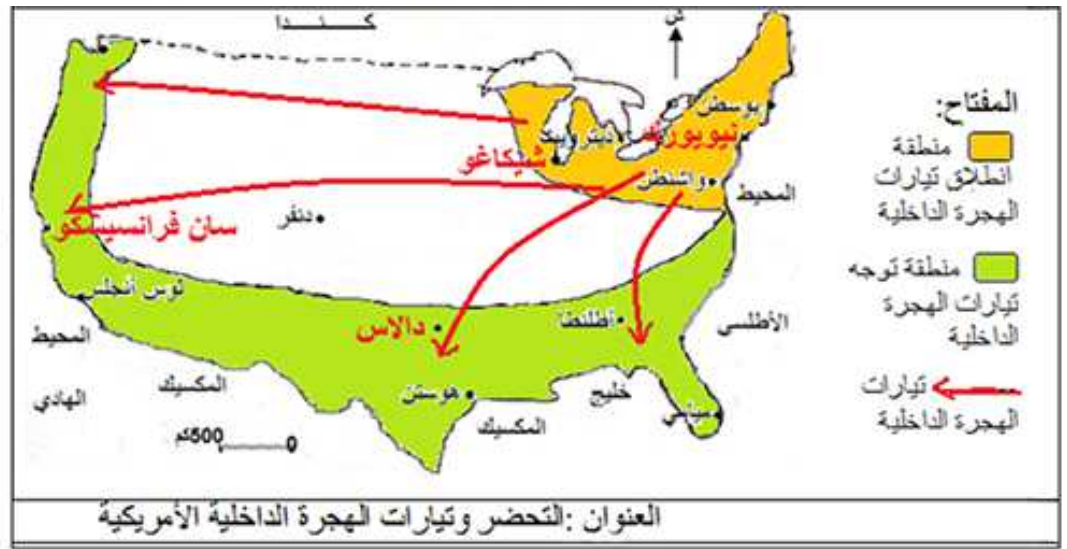 كـــنـــدا
ش
بوسطن
نيويورك
ديترويت
شيكاغو
واشنطن
المحيط
الأطلسي
دنفر
سان فرانسيسكو
لوس أنجلس
دالاس
أطلنطا
المحيط
الهادي
المكسيك
هوستن
خليج
المكسيك
ميامي
500كم
0
المفتاح:
منطقة
انطلاق تيارات
الهجرة الداخلية
منطقة توجه
تيارات الهجرة
الداخلية
تيارات
الهجرة الداخلية
العنوان :التحضر وتيارات الهجرة الداخلية الأمريكية